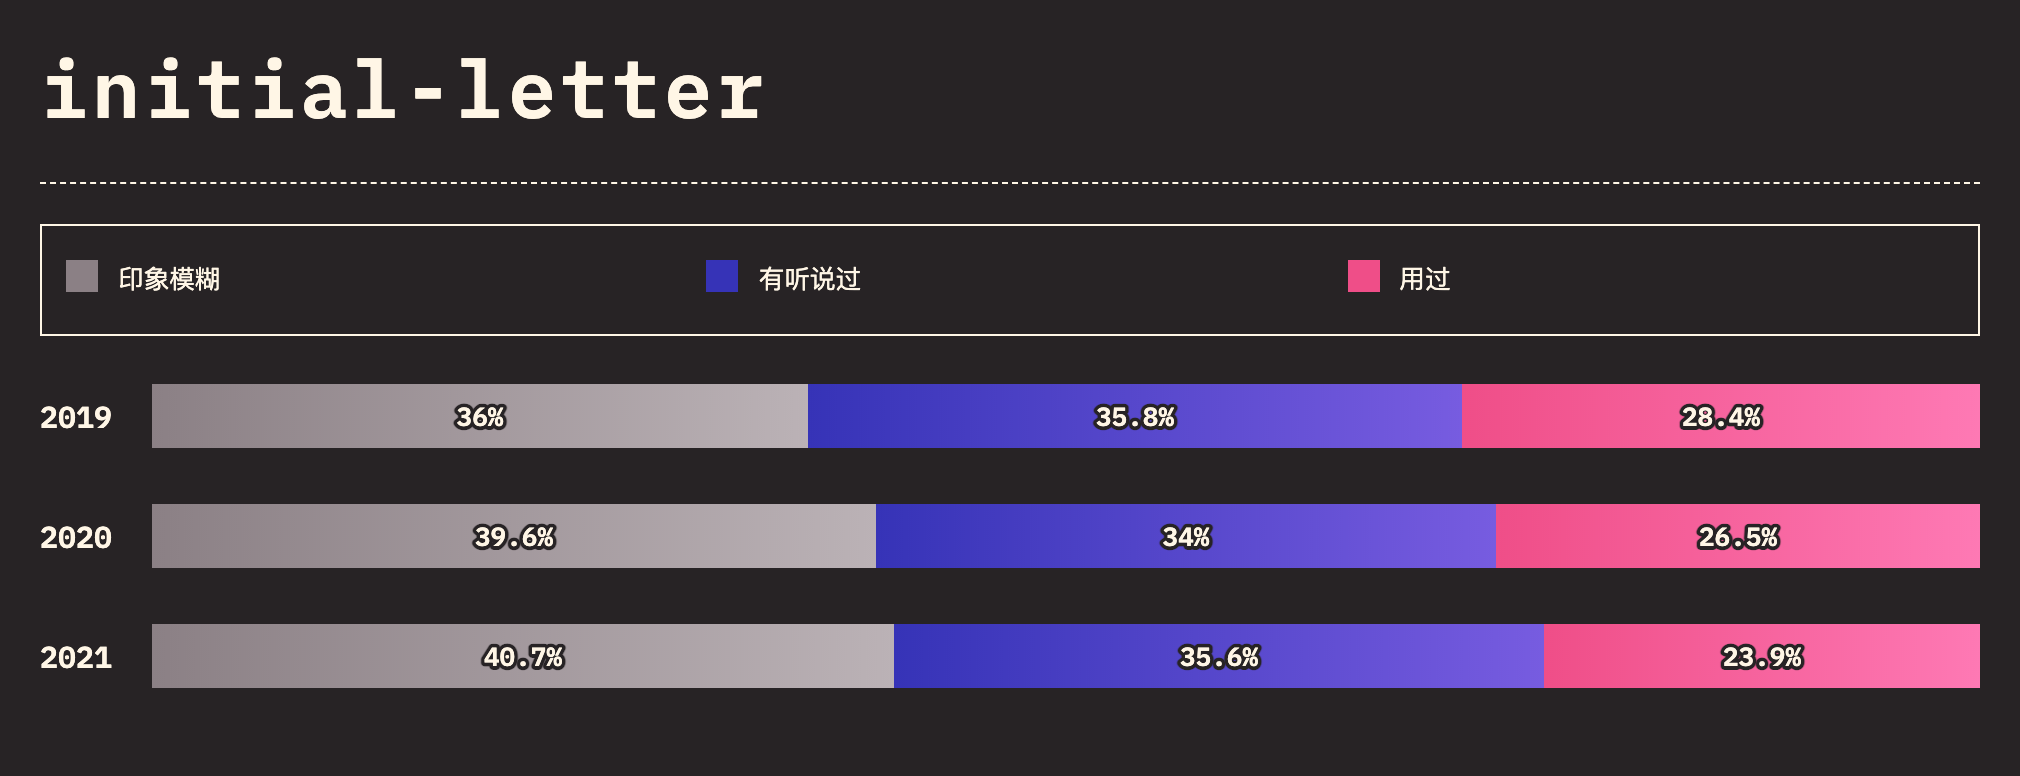 initial-letter
印象模糊 有听说过 用过
2019 36% 35.8% 28.4%
2020 39.6% 34% 26.5%
2021 40.7% 35.6% 23.9%